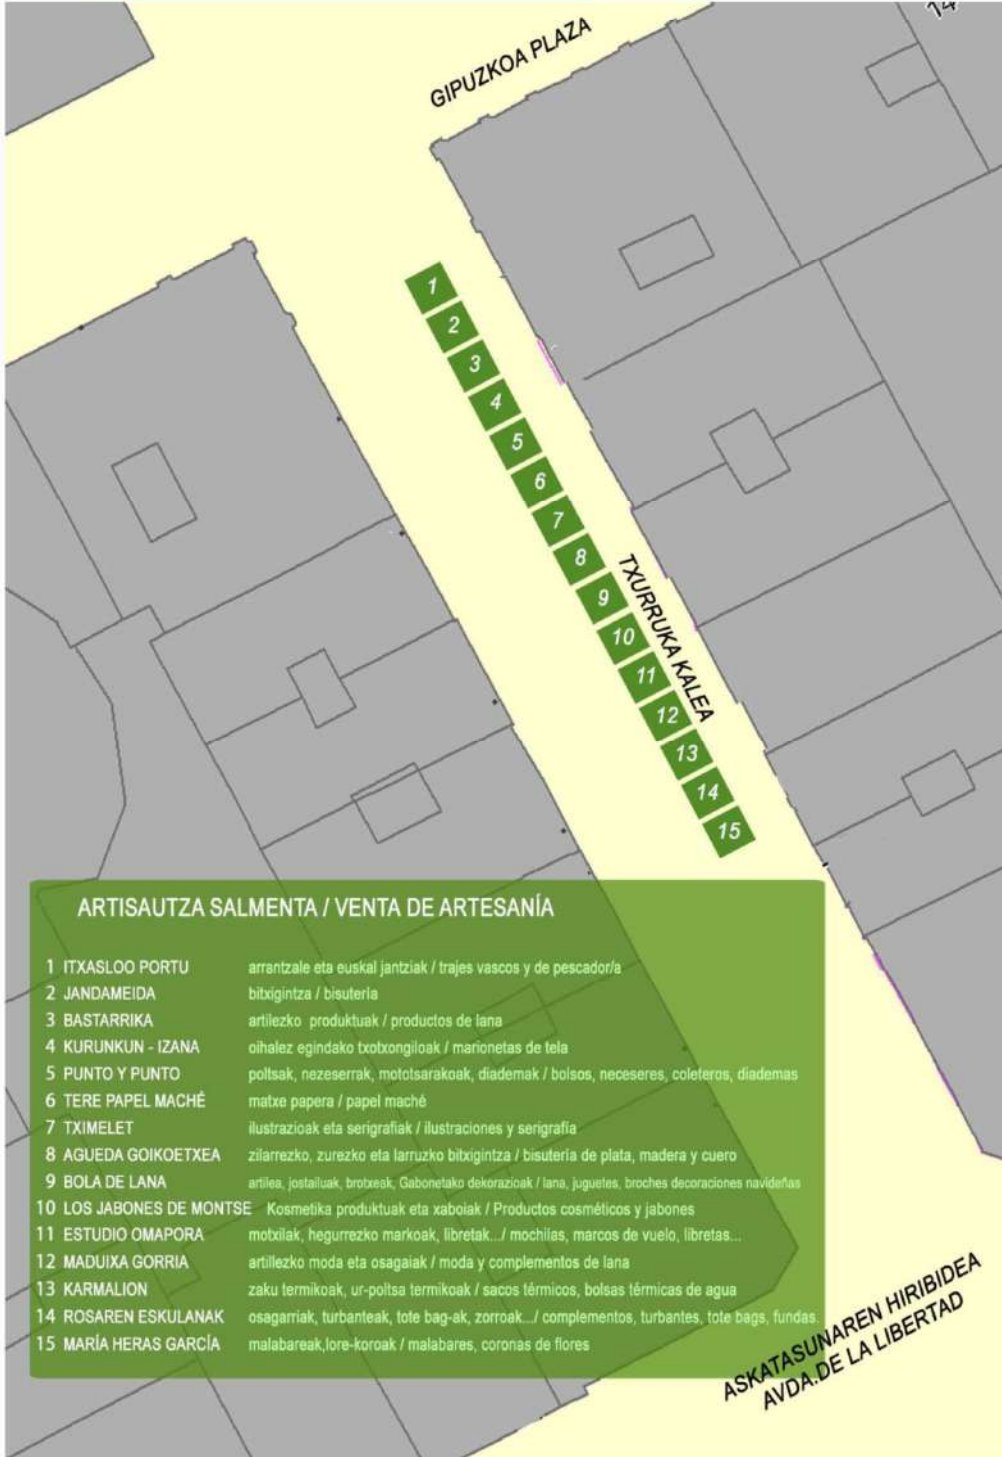 14
GIPUZKOA PLAZA
1
2
3
4
5
6
7
8
9
10
11
12
13
14
15
TXURRUKA KALEA
ARTISAUTZA SALMENTA / VENTA DE ARTESANÍA
1 ITXASLOO PORTU arrantzale eta euskal jantziak / trajes vascos y de pescador/a
2 JANDAMEIDA bitxigintza / bisutería
3 BASTARRIKA artilezko produktuak / productos de lana
4 KURUNKUN - IZANA oihalez egindako txotxongiloak / marionetas de tela
5 PUNTO Y PUNTO poltsak, nezeserrak, mototsarakoak, diademak / bolsos, neceseres, coleteros, diademas
6 TERE PAPEL MACHÉ matxe papera / papel maché
7 TXIMELET ilustrazioak eta serigrafiak / ilustraciones y serigrafía
8 AGUEDA GOIKOETXEA zilarrezko, zurezko eta larruzko bitxigintza / bisutería de plata, madera y cuero
9 BOLA DE LANA artilea, jostailuak, brotxeak, Gabonetako dekorazioak / lana, juguetes, broches decoraciones navideñas
10 LOS JABONES DE MONTSE Kosmetika produktuak eta xaboiak / Productos cosméticos y jabones
11 ESTUDIO OMAPORA motxilak, hegurrezko markoak, libretak.../ mochilas, marcos de vuelo, libretas...
12 MADUIXA GORRIA artillezko moda eta osagaiak / moda y complementos de lana
13 KARMALION zaku termikoak, ur-poltsa termikoak / sacos térmicos, bolsas térmicas de agua
14 ROSAREN ESKULANAK osagarriak, turbanteak, tote bag-ak, zorroak.../ complementos, turbantes, tote bags, fundas.
15 MARÍA HERAS GARCÍA malabareak,lore-koroak / malabares, coronas de flores
ASKATASUNAREN HIRIBIDEA
AVDA.DE LA LIBERTAD